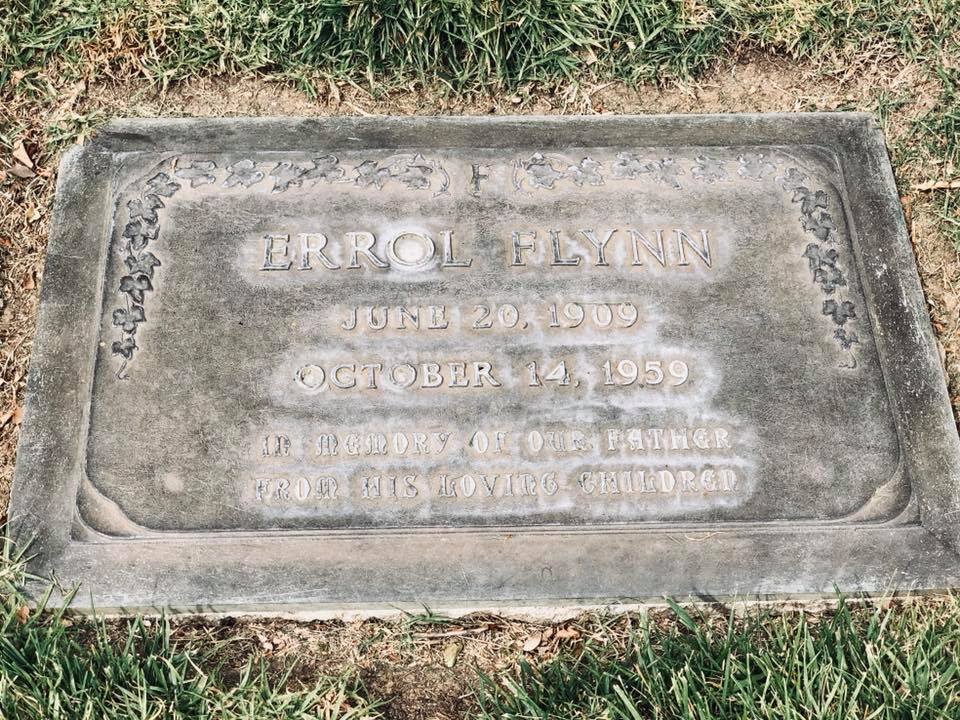 F
ERROL FLYNN
JUNE 20, 1909
OCTOBER 14, 1959
IN MEMORY OF OUR FATHER
FROM HIS LOVING CHILDREN